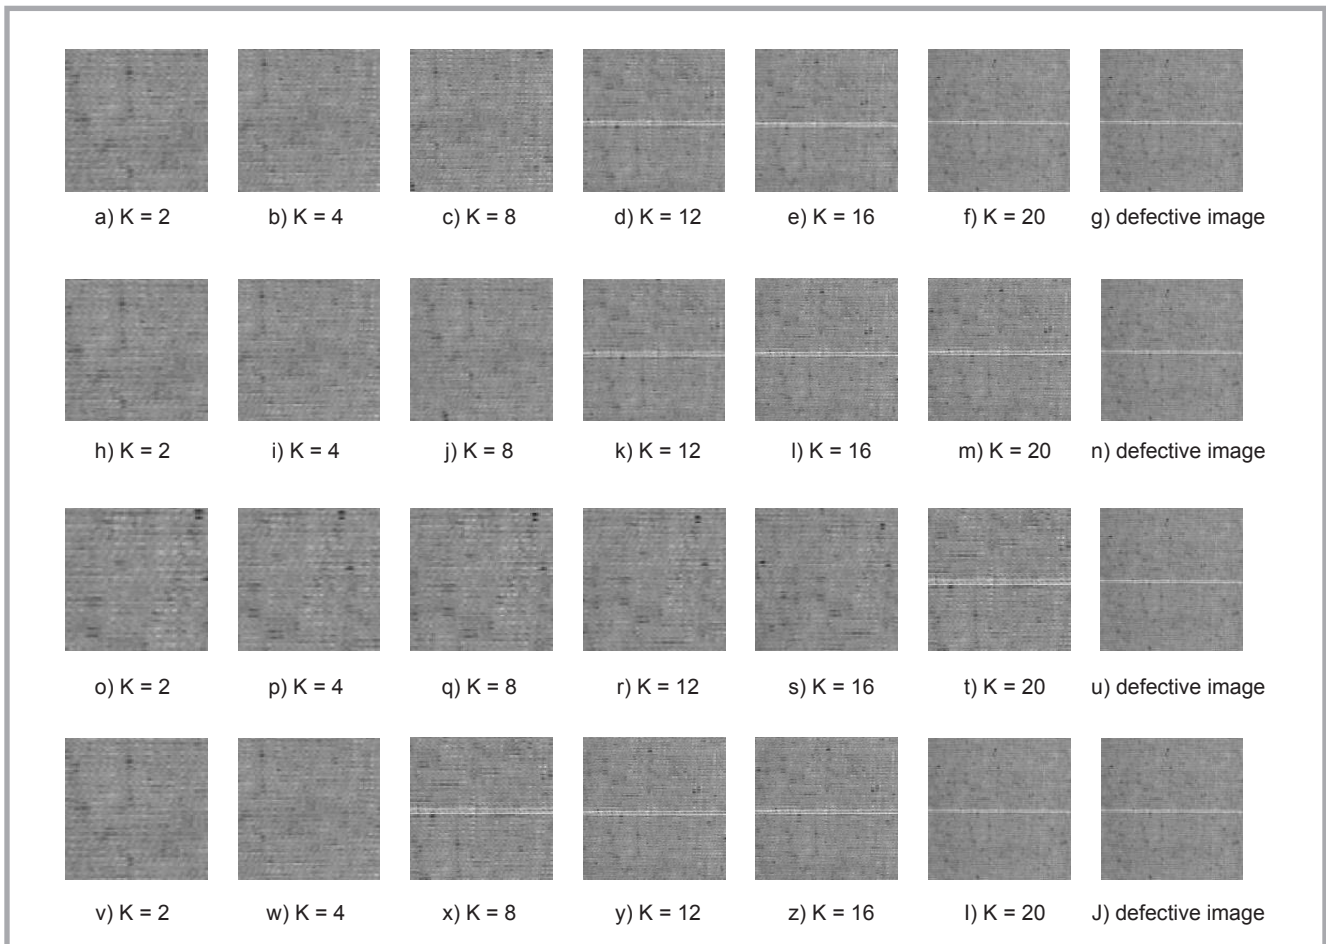 a) K = 2 b) K = 4 c) K = 8 d) K = 12 e) K = 16 f) K = 20 g) defective image
h) K = 2 i) K = 4 j) K = 8 k) K = 12 l) K = 16 m) K = 20 n) defective image
o) K = 2 p) K = 4 q) K = 8 r) K = 12 s) K = 16 t) K = 20 u) defective image
v) K = 2 w) K = 4 x) K = 8 y) K = 12 z) K = 16 I) K = 20 J) defective image